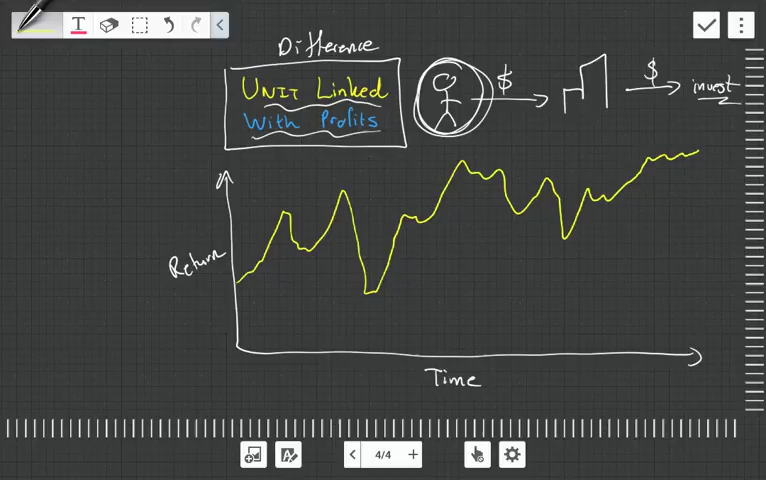 T
Difference
UNIT Linked
With Profits
$
$
invest
Return
Time
A
4/4